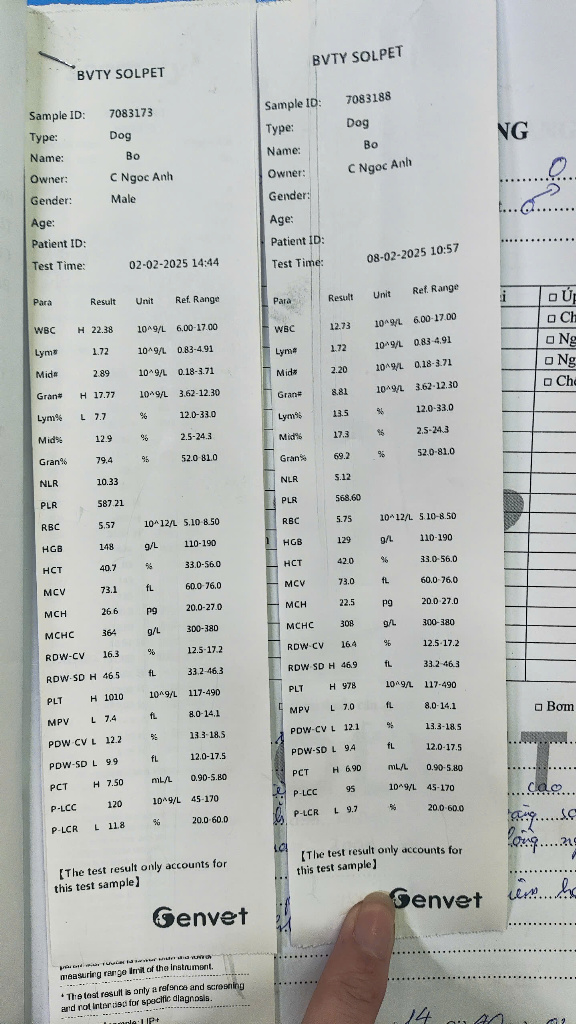 BVTY SOLPET
Sample ID: 7083173
Type: Dog
Name: Bo
Owner: C Ngoc Anh
Gender: Male
Age:
Patient ID:
Test Time: 02-02-2025 14:44
Para Result Unit Ref. Range
WBC H 22.38 10^9/L 6.00-17.00
Lym# 1.72 10^9/L 0.83-4.91
Mid# 2.89 10^9/L 0.18-3.71
Gran# H 17.77 10^9/L 3.62-12.30
Lym% L 7.7 % 12.0-33.0
Mid% 12.9 % 2.5-24.3
Gran% 79.4 % 52.0-81.0
NLR 10.33
PLR 587.21
RBC 5.57 10^12/L 5.10-8.50
HGB 148 g/L 110-190
HCT 40.7 % 33.0-56.0
MCV 73.1 fL 60.0-76.0
MCH 26.6 pg 20.0-27.0
MCHC 364 g/L 300-380
RDW-CV 16.3 % 12.5-17.2
RDW-SD H 46.5 fL 33.2-46.3
PLT H 1010 10^9/L 117-490
MPV L 7.4 fL 8.0-14.1
PDW-CV L 12.2 % 13.3-18.5
PDW-SD L 9.9 fL 12.0-17.5
PCT H 7.50 mL/L 0.90-5.80
P-LCC 120 10^9/L 45-170
P-LCR L 11.8 % 20.0-60.0
【The test result only accounts for
this test sample】
Genvet
measuring range limit of the instrument.
* The test result is only a refence and screening
and not intended for specific diagnosis.
BVTY SOLPET
Sample ID: 7083188
Type: Dog
Name: Bo
Owner: C Ngoc Anh
Gender:
Age:
Patient ID:
Test Time: 08-02-2025 10:57
Para Result Unit Ref. Range
WBC 12.73 10^9/L 6.00-17.00
Lym# 1.72 10^9/L 0.83-4.91
Mid# 2.20 10^9/L 0.18-3.71
Gran# 8.81 10^9/L 3.62-12.30
Lym% 13.5 % 12.0-33.0
Mid% 17.3 % 2.5-24.3
Gran% 69.2 % 52.0-81.0
NLR 5.12
PLR 568.60
RBC 5.75 10^12/L 5.10-8.50
HGB 129 g/L 110-190
HCT 42.0 % 33.0-56.0
MCV 73.0 fL 60.0-76.0
MCH 22.5 pg 20.0-27.0
MCHC 308 g/L 300-380
RDW-CV 16.4 % 12.5-17.2
RDW-SD H 46.9 fL 33.2-46.3
PLT H 978 10^9/L 117-490
MPV L 7.0 fL 8.0-14.1
PDW-CV L 12.1 % 13.3-18.5
PDW-SD L 9.4 fL 12.0-17.5
PCT H 6.90 mL/L 0.90-5.80
P-LCC 95 10^9/L 45-170
P-LCR L 9.7 % 20.0-60.0
【The test result only accounts for
this test sample】
Genvet
NG
□ Bơm
T
cao